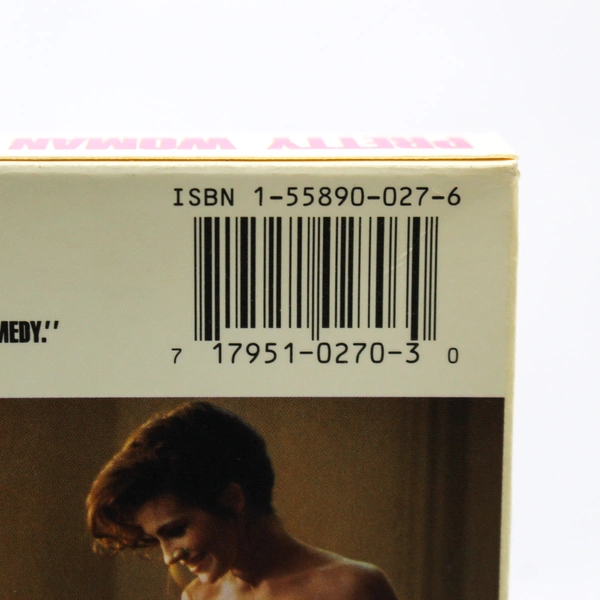 PRETTY WOMAN
ISBN 1-55890-027-6
MEDY."
7 17951-0270-3 0